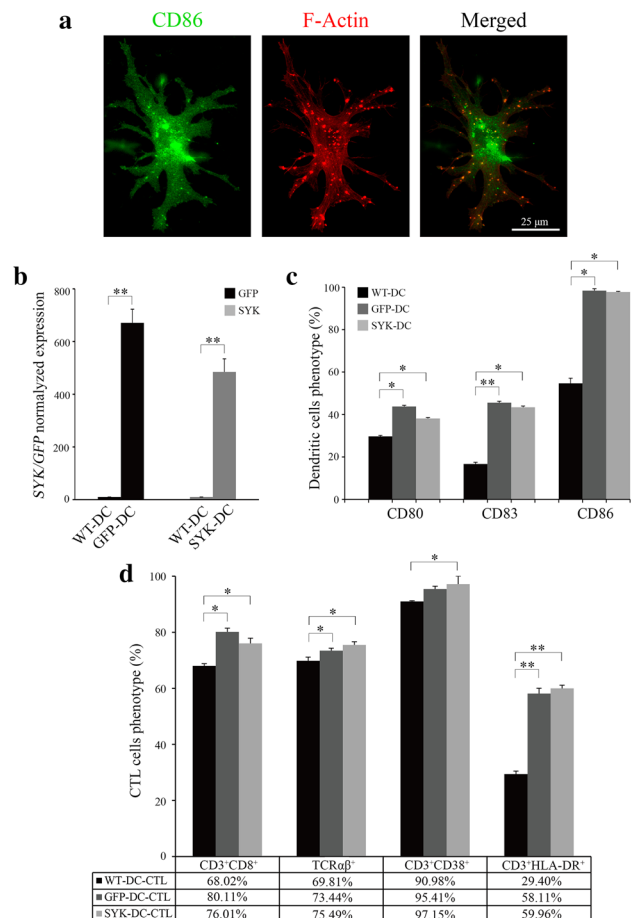 a
CD86 F-Actin Merged
25 μm
b
SYK/GFP normalized expression
800
600
400
200
0
** **
GFP
SYK
WT-DC
GFP-DC
WT-DC
SYK-DC
c
Dendritic cells phenotype (%)
100
80
60
40
20
0
WT-DC
GFP-DC
SYK-DC
*
*
*
**
*
*
CD80 CD83 CD86
d
CTL cells phenotype (%)
100
80
60
40
20
0
*
*
*
*
*
**
**
CD3⁺CD8⁺ TCRαβ⁺ CD3⁺CD38⁺ CD3⁺HLA-DR⁺
WT-DC-CTL 68.02% 69.81% 90.98% 29.40%
GFP-DC-CTL 80.11% 73.44% 95.41% 58.11%
SYK-DC-CTL 76.01% 75.49% 97.15% 59.96%